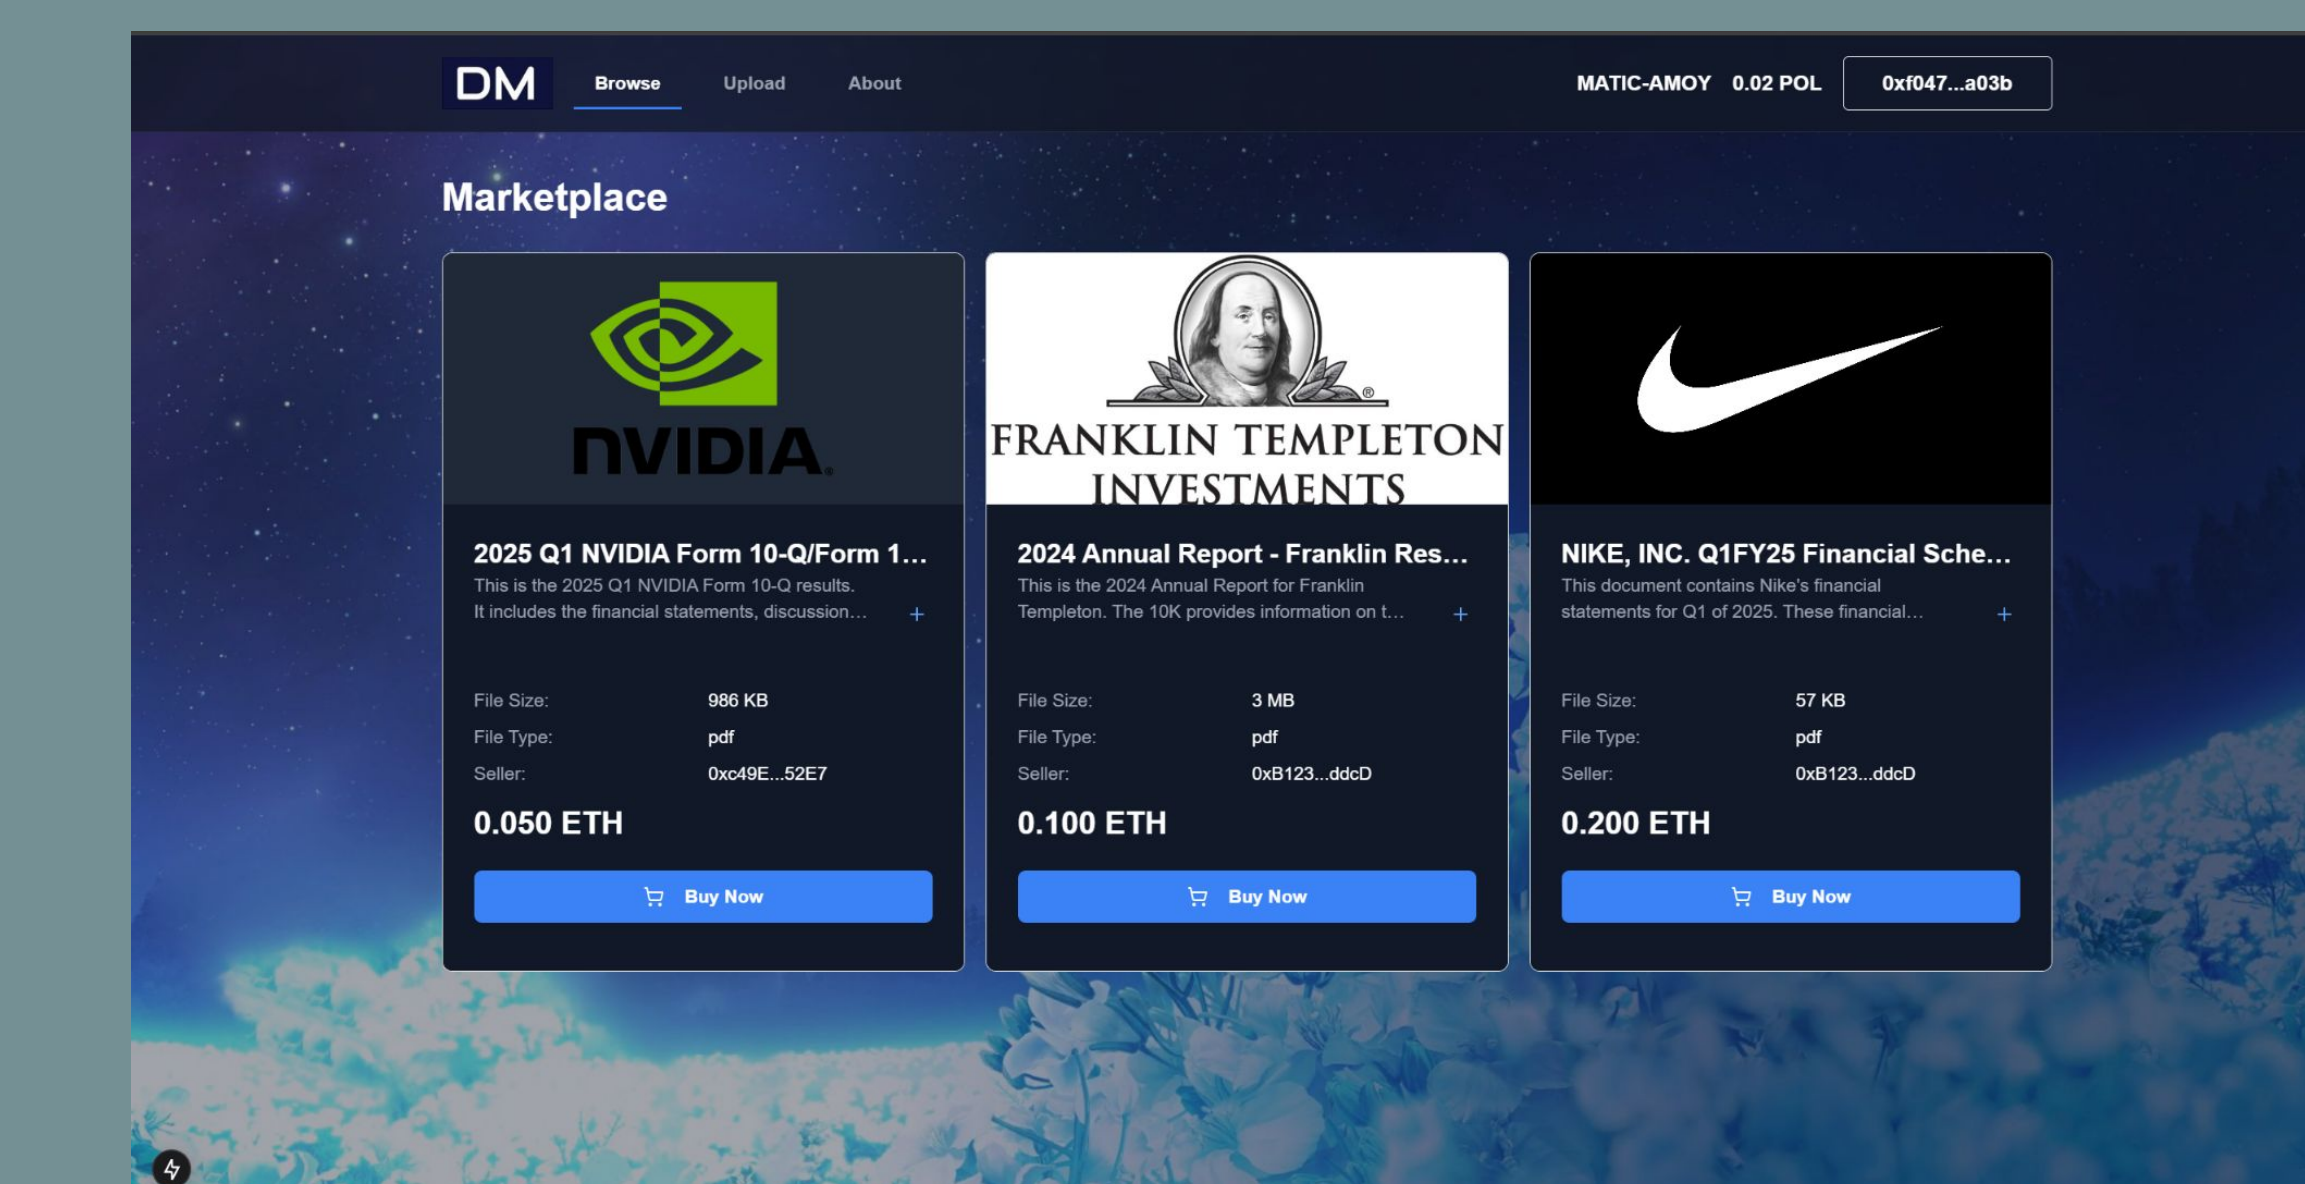 DM Browse Upload About MATIC-AMOY 0.02 POL 0xf047...a03b
Marketplace
NVIDIA.
®
2025 Q1 NVIDIA Form 10-Q/Form 1...
This is the 2025 Q1 NVIDIA Form 10-Q results.
It includes the financial statements, discussion... +
File Size: 986 KB
File Type: pdf
Seller: 0xc49E...52E7
0.050 ETH
Buy Now
®
FRANKLIN TEMPLETON
INVESTMENTS
2024 Annual Report - Franklin Res...
This is the 2024 Annual Report for Franklin
Templeton. The 10K provides information on t... +
File Size: 3 MB
File Type: pdf
Seller: 0xB123...ddcD
0.100 ETH
Buy Now
NIKE, INC. Q1FY25 Financial Sche...
This document contains Nike's financial
statements for Q1 of 2025. These financial... +
File Size: 57 KB
File Type: pdf
Seller: 0xB123...ddcD
0.200 ETH
Buy Now